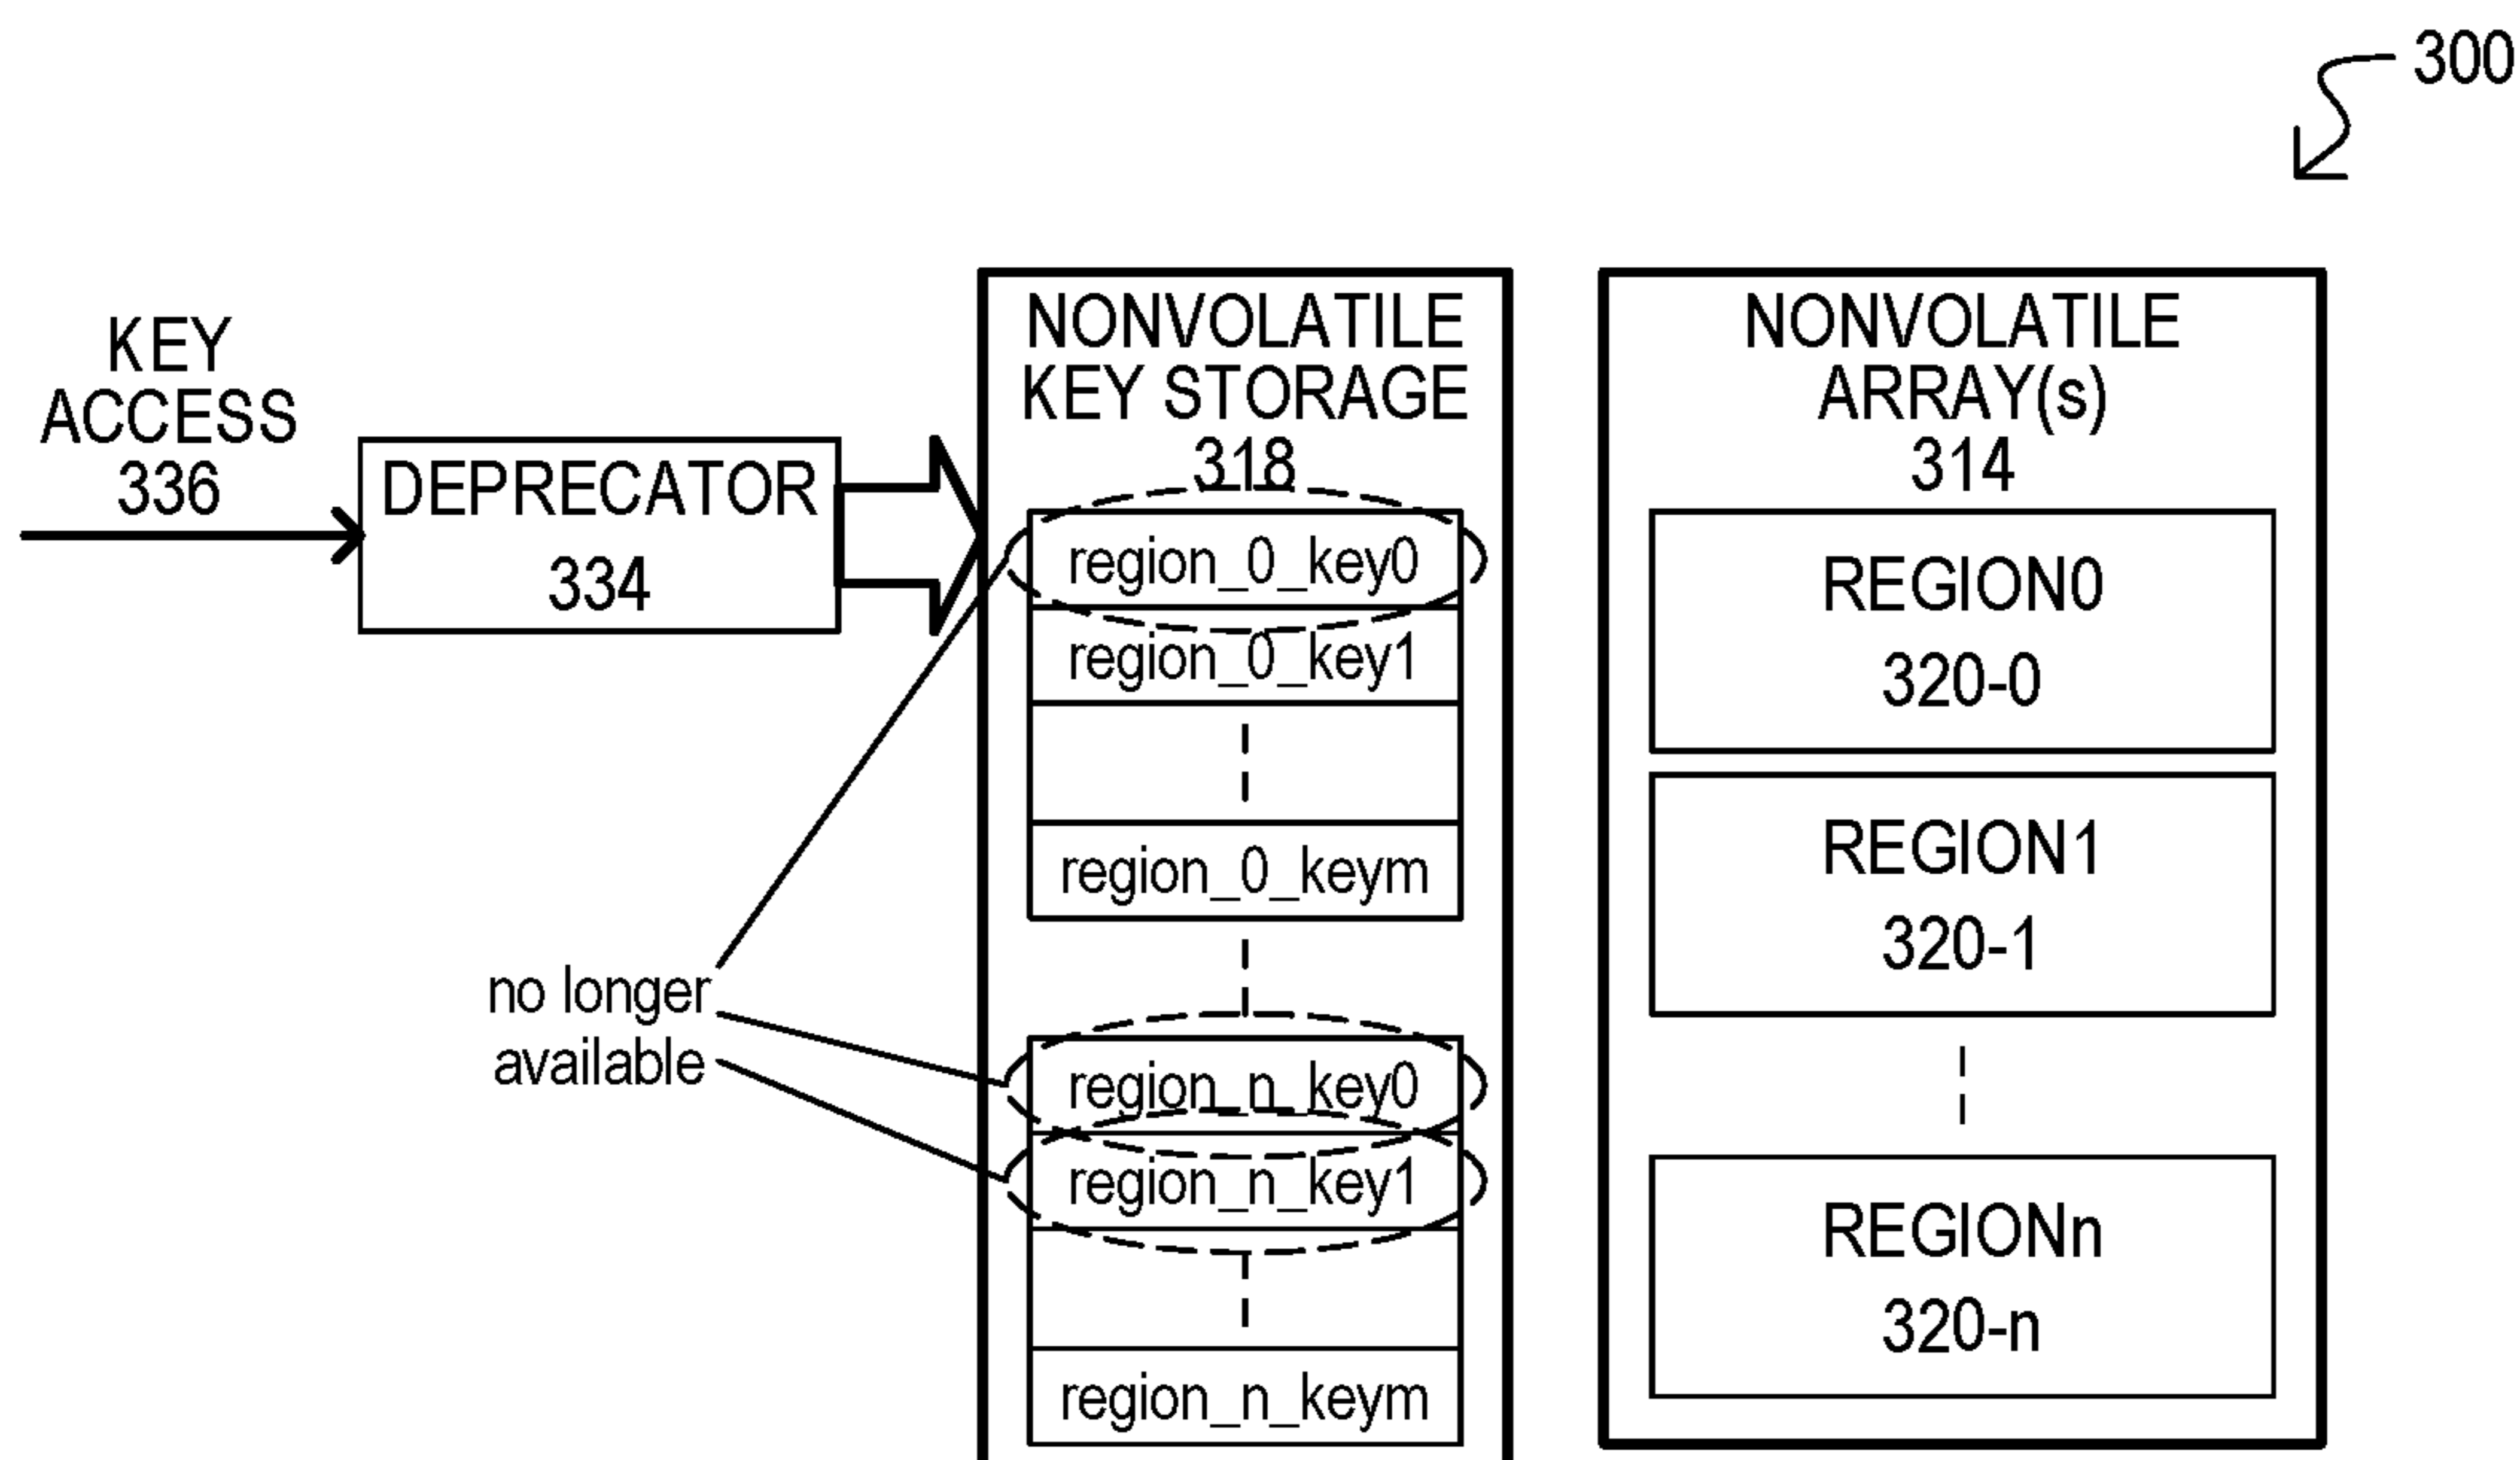 300
KEY
ACCESS
336
DEPRECATOR
334
NONVOLATILE
KEY STORAGE
318
region_0_key0
region_0_key1
region_0_keym
no longer
available
region_n_key0
region_n_key1
region_n_keym
NONVOLATILE
ARRAY(s)
314
REGION0
320-0
REGION1
320-1
REGIONn
320-n